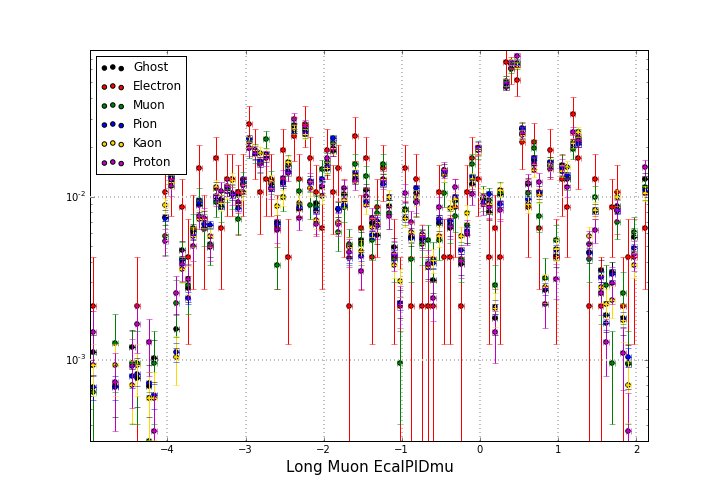 Ghost
Electron
Muon
Pion
Kaon
Proton
10⁻²
10⁻³
−4 −3 −2 −1 0 1 2
Long Muon EcalPIDmu